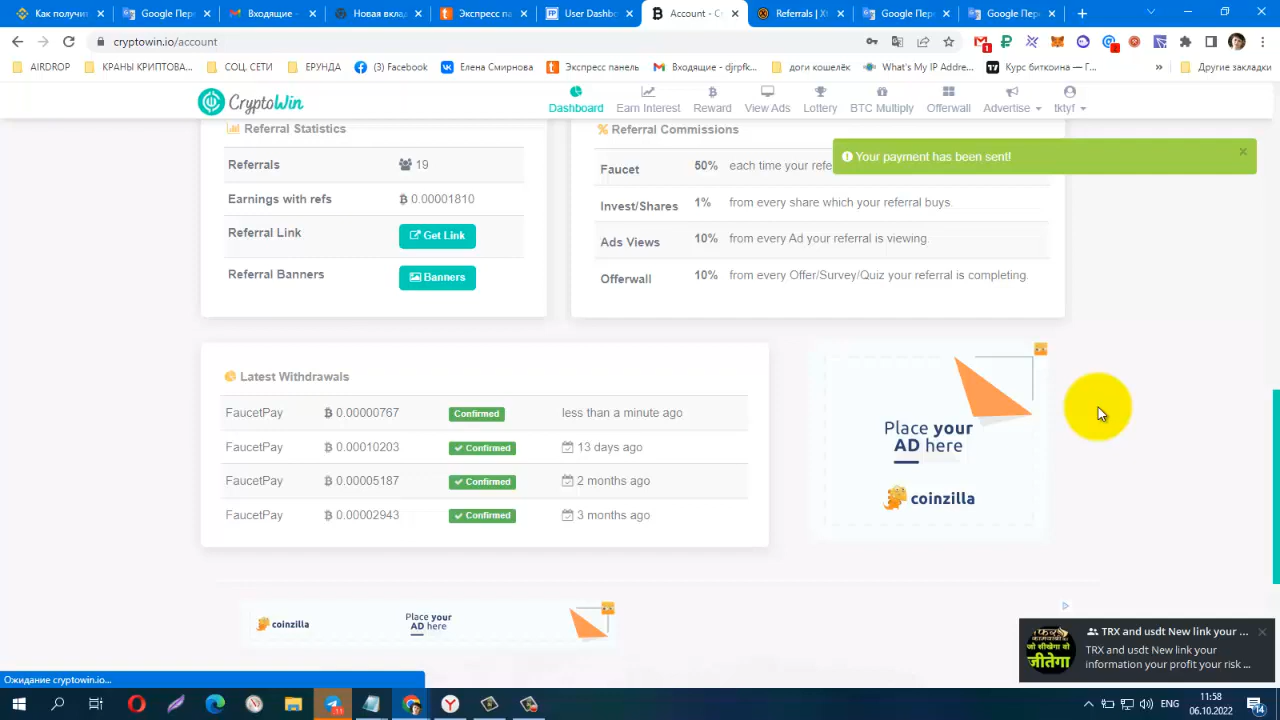 Как получит
Google Пере
Входящие -
Новая вклад
Экспресс па
User Dashbo
Account - C
Referrals | X
Google Пере
Google Пере
cryptowin.io/account
AIRDROP
КРАНЫ КРИПТОВА...
СОЦ. СЕТИ
ЕРУНДА
(3) Facebook
Елена Смирнова
Экспресс панель
Входящие – djrpfk...
доги кошелёк
What's My IP Addre...
Курс биткоина — Г...
»
Другие закладки
CryptoWin
Dashboard
Earn Interest
Reward
View Ads
Lottery
BTC Multiply
Offerwall
Advertise
tktyf
Referral Statistics
Referrals 19
Earnings with refs 0.00001810
Referral Link Get Link
Referral Banners Banners
Referral Commissions
Your payment has been sent!
Faucet 50% each time your refe
Invest/Shares 1% from every share which your referral buys.
Ads Views 10% from every Ad your referral is viewing.
Offerwall 10% from every Offer/Survey/Quiz your referral is completing.
Latest Withdrawals
FaucetPay 0.00000767 Confirmed less than a minute ago
FaucetPay 0.00010203 Confirmed 13 days ago
FaucetPay 0.00005187 Confirmed 2 months ago
FaucetPay 0.00002943 Confirmed 3 months ago
Place your
AD here
coinzilla
coinzilla
Place your
AD here
TRX and usdt New link your ...
TRX and usdt New link your
information your profit your risk ...
जो सीखेगा वो
जीतेगा
Ожидание cryptowin.io...
ENG
11:58
06.10.2022
14